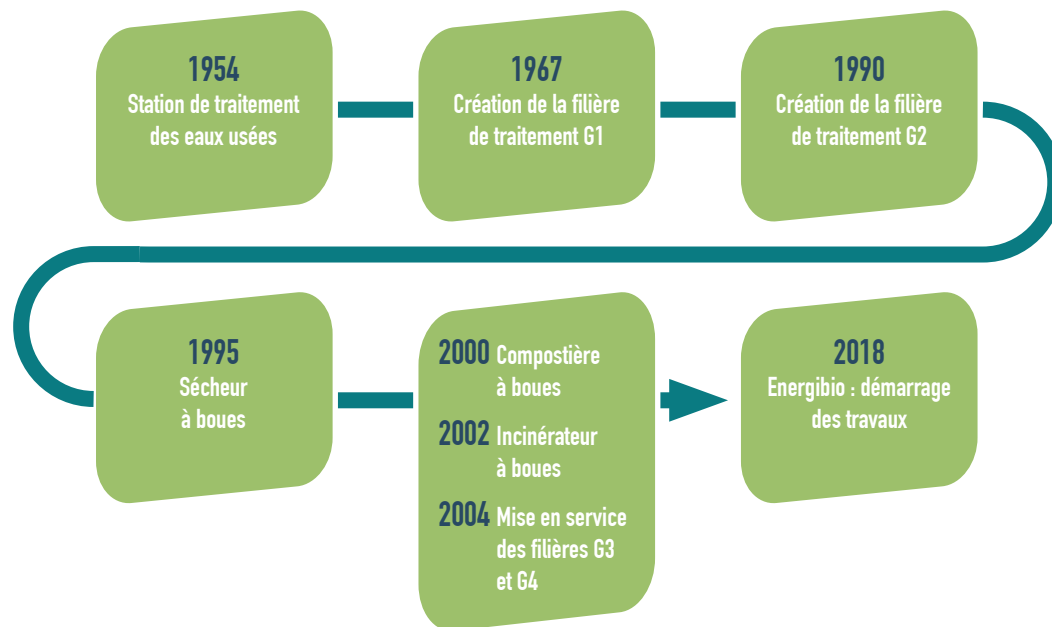 1954
Station de traitement
des eaux usées
1967
Création de la filière
de traitement G1
1990
Création de la filière
de traitement G2
1995
Sécheur
à boues
2000 Compostière
à boues
2002 Incinérateur
à boues
2004 Mise en service
des filières G3
et G4
2018
Energibio : démarrage
des travaux